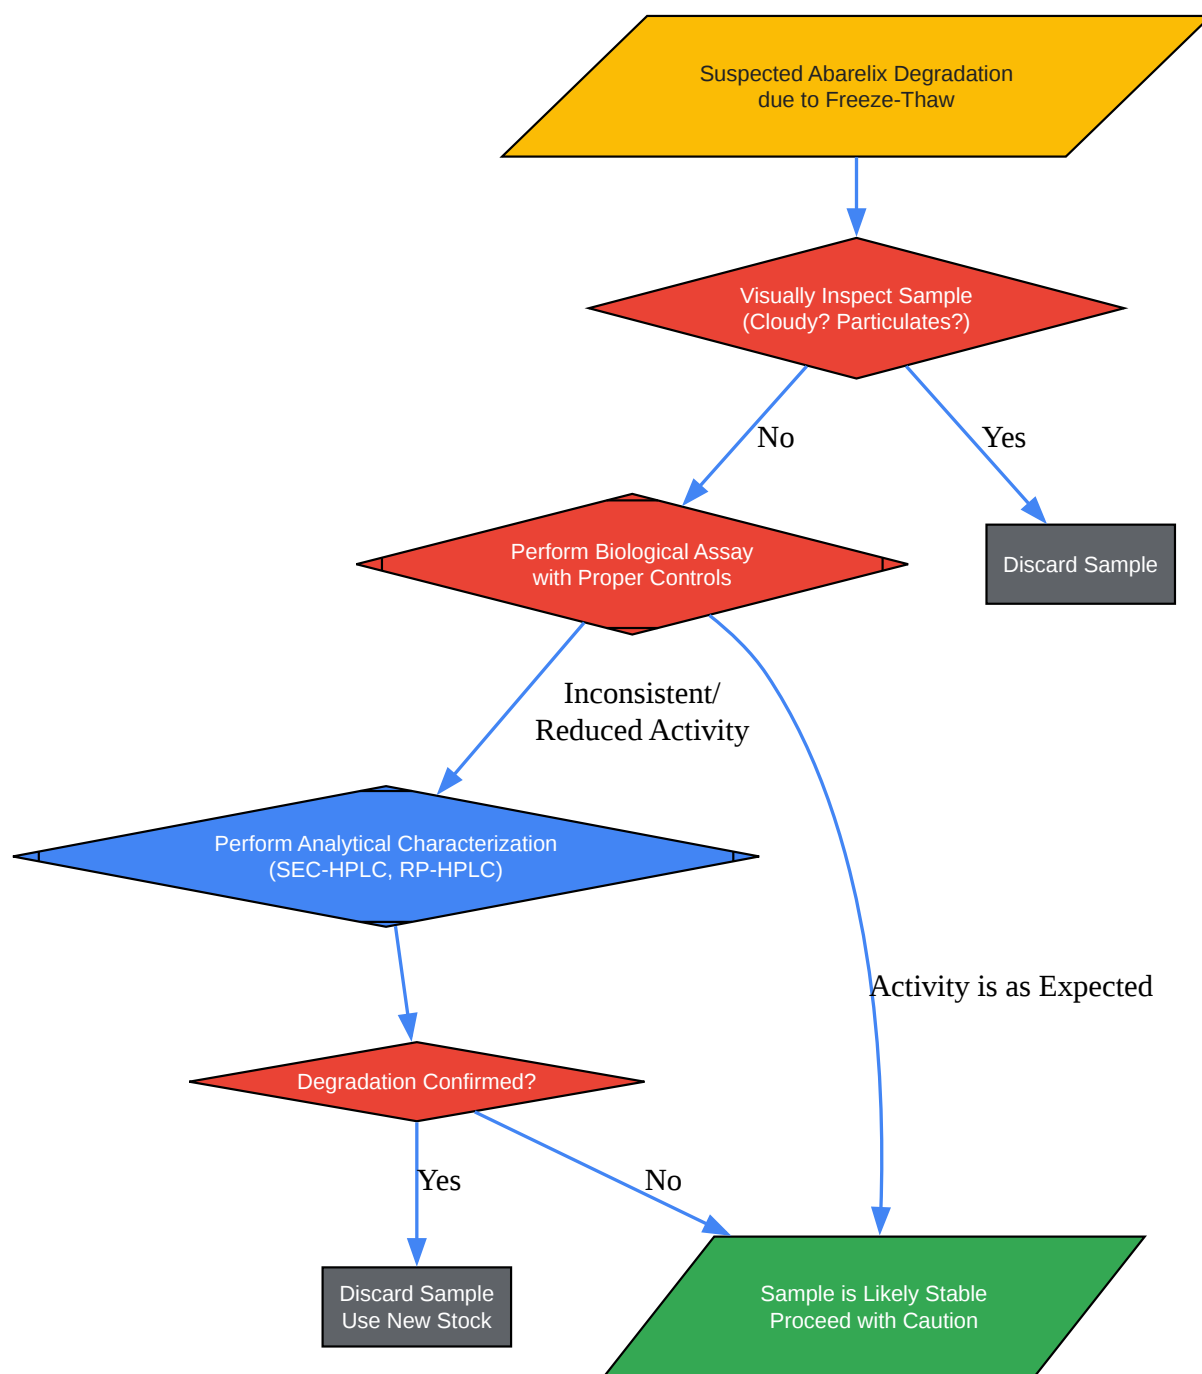 Suspected Abarelix Degradation
due to Freeze-Thaw
Visually Inspect Sample
(Cloudy? Particulates?)
No
Yes
Perform Biological Assay
with Proper Controls
Discard Sample
Inconsistent/
Reduced Activity
Perform Analytical Characterization
(SEC-HPLC, RP-HPLC)
Activity is as Expected
Degradation Confirmed?
Yes
No
Discard Sample
Use New Stock
Sample is Likely Stable
Proceed with Caution